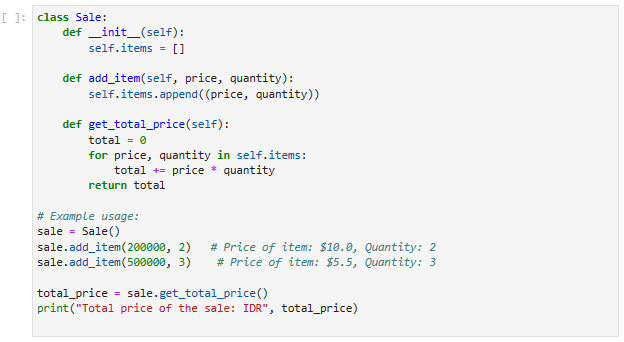 [ ]: class Sale:
    def __init__(self):
        self.items = []

    def add_item(self, price, quantity):
        self.items.append((price, quantity))

    def get_total_price(self):
        total = 0
        for price, quantity in self.items:
            total += price * quantity
        return total

# Example usage:
sale = Sale()
sale.add_item(200000, 2)   # Price of item: $10.0, Quantity: 2
sale.add_item(500000, 3)    # Price of item: $5.5, Quantity: 3

total_price = sale.get_total_price()
print("Total price of the sale: IDR", total_price)